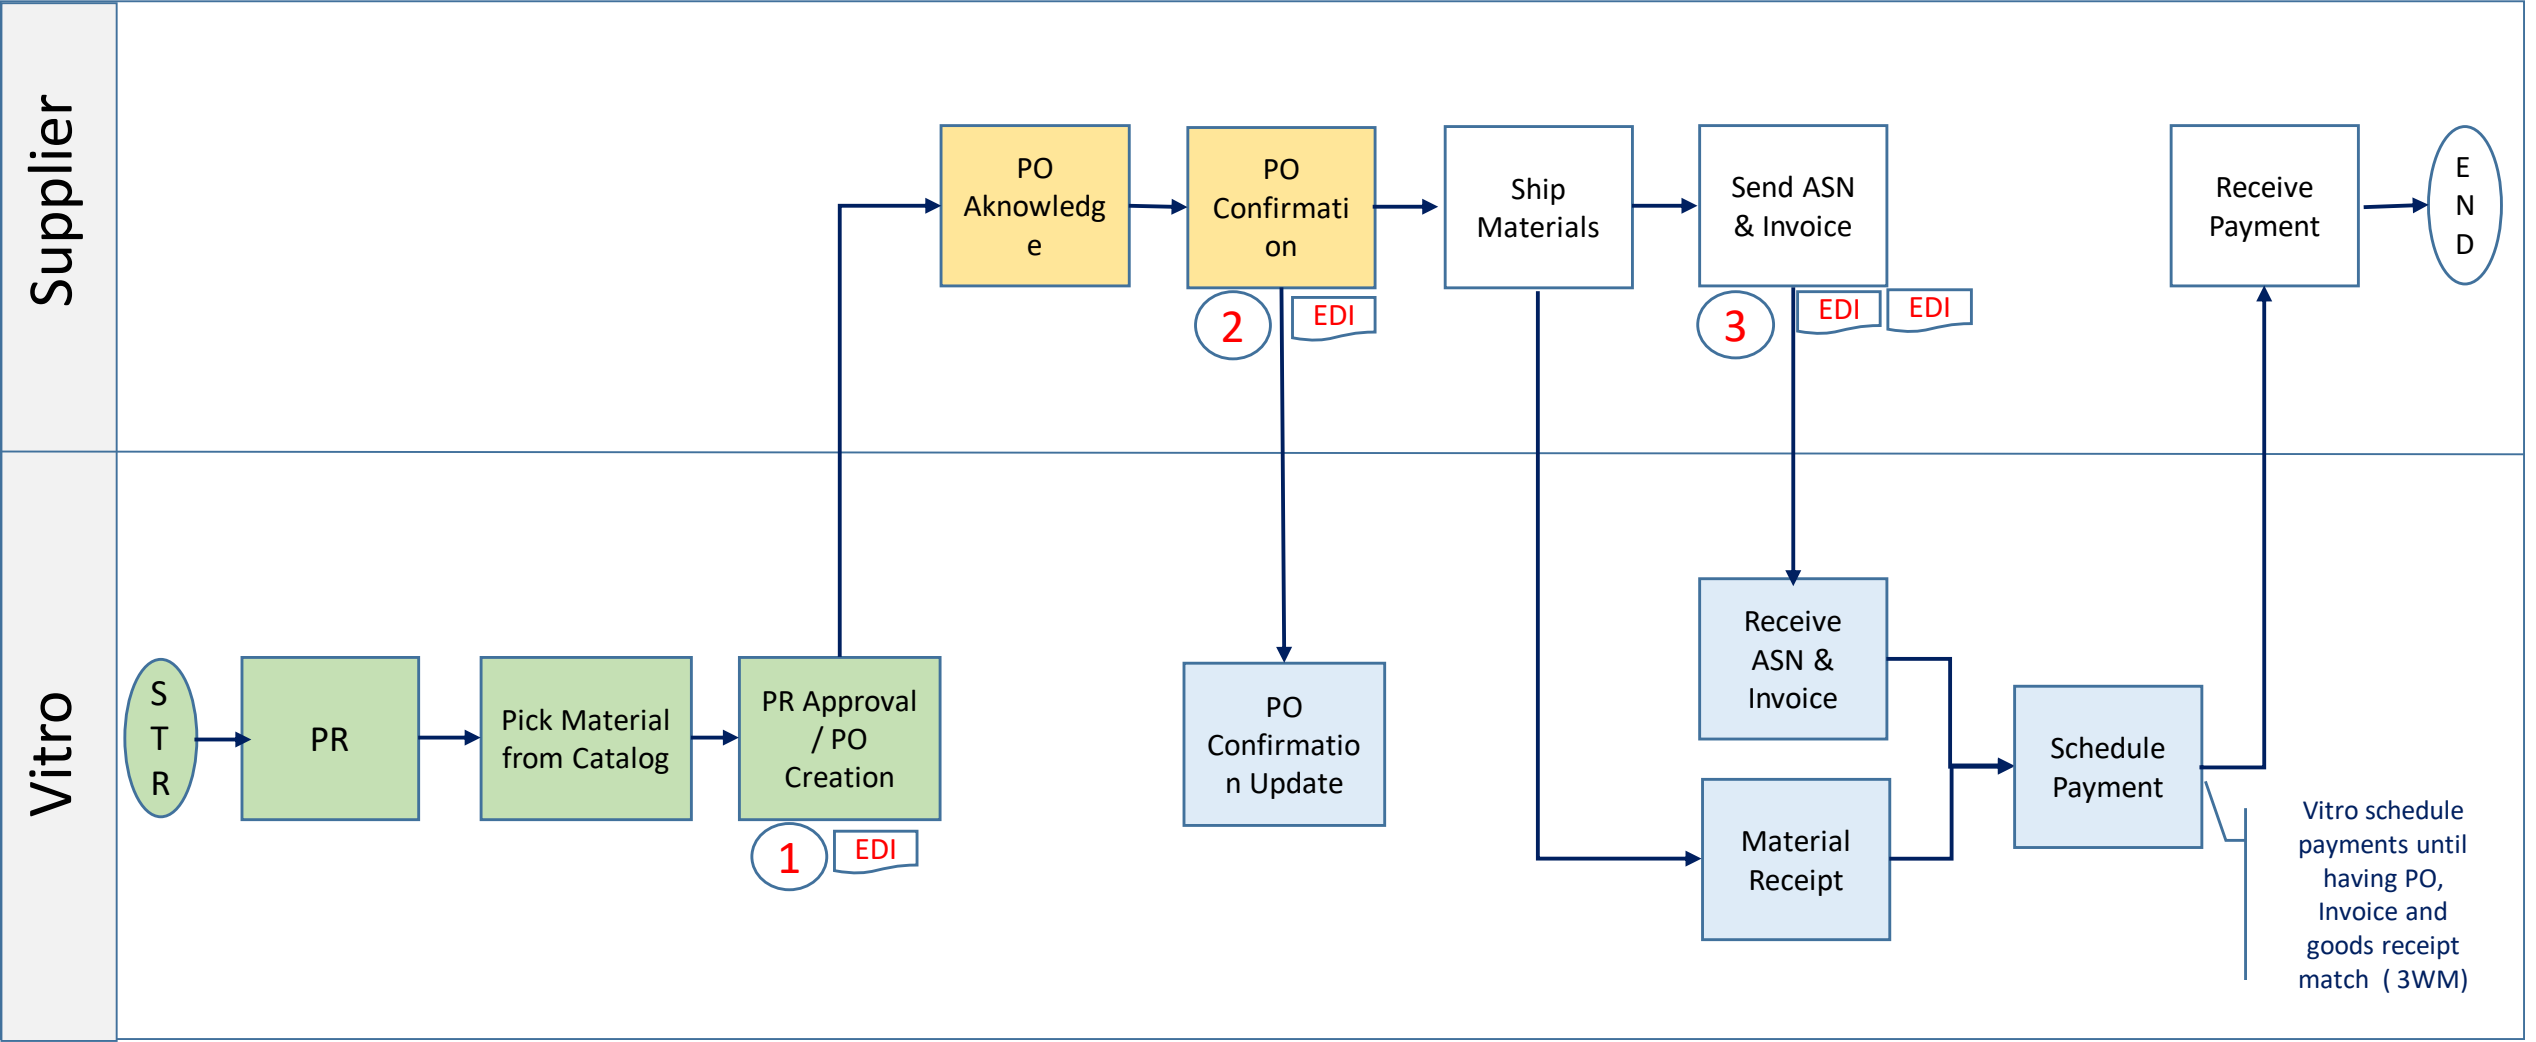 Supplier
PO
Aknowledg
e
PO
Confirmati
on
Ship
Materials
Send ASN
& Invoice
Receive
Payment
E
N
D
2
EDI
3
EDI
EDI
Vitro
S
T
R
PR
Pick Material
from Catalog
PR Approval
/ PO
Creation
1
EDI
PO
Confirmatio
n Update
Receive
ASN &
Invoice
Material
Receipt
Schedule
Payment
Vitro schedule
payments until
having PO,
Invoice and
goods receipt
match ( 3WM)